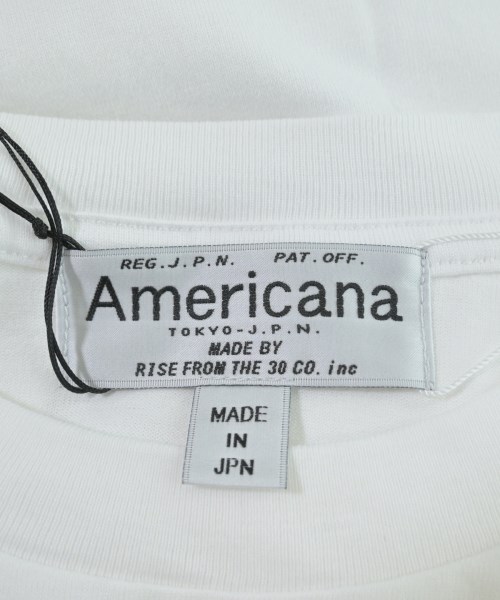 REG.J.P.N. PAT.OFF.
Americana
TOKYO-J.P.N.
MADE BY
RISE FROM THE 30 CO. inc
MADE
IN
JPN